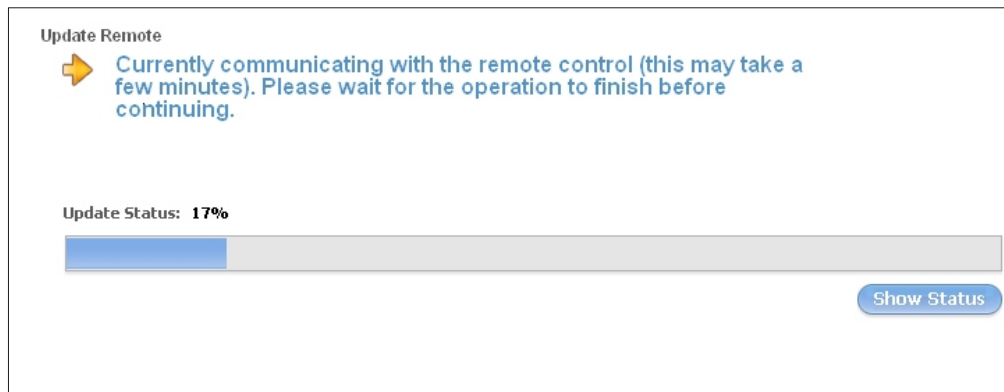 Update Remote
Currently communicating with the remote control (this may take a
few minutes). Please wait for the operation to finish before
continuing.
Update Status: 17%
Show Status